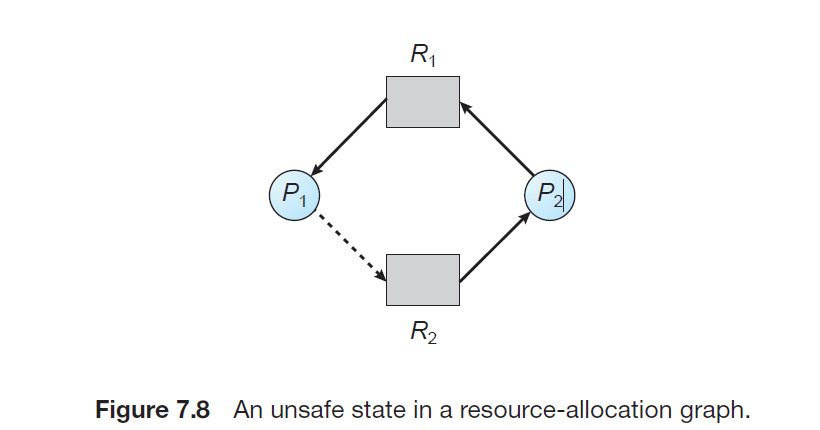 R₁
P₁
P₂
R₂
Figure 7.8 An unsafe state in a resource-allocation graph.